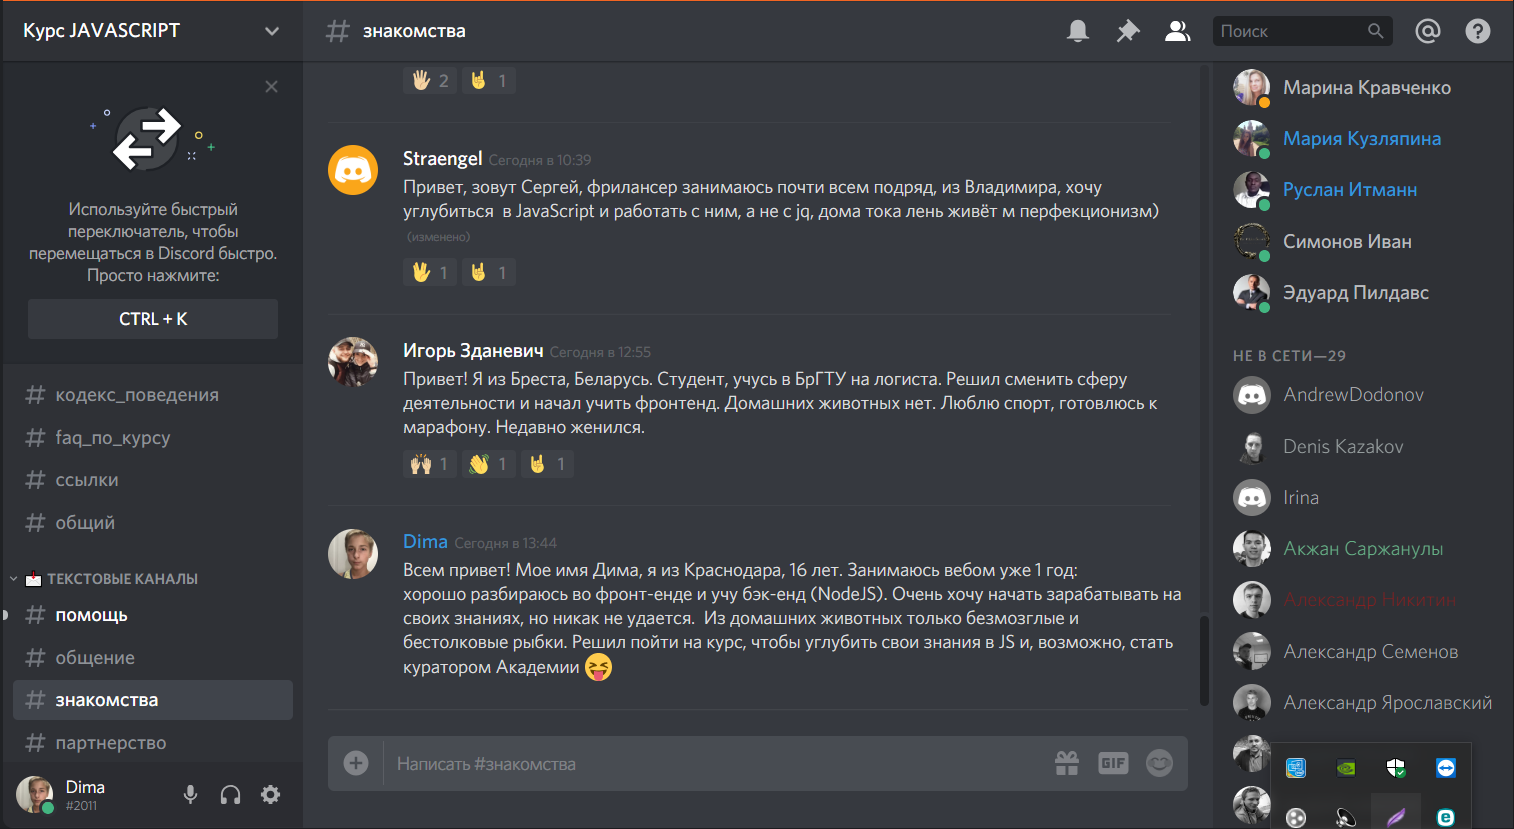 Курс JAVASCRIPT
Используйте быстрый
переключатель, чтобы
перемещаться в Discord быстро.
Просто нажмите:
CTRL + K
# кодекс_поведения
# faq_по_курсу
# ссылки
# общий
ТЕКСТОВЫЕ КАНАЛЫ
# помощь
# общение
# знакомства
# партнерство
Dima
#2011
# знакомства
Поиск
2 1
Straengel Сегодня в 10:39
Привет, зовут Сергей, фрилансер занимаюсь почти всем подряд, из Владимира, хочу
углубиться в JavaScript и работать с ним, а не с jq, дома тока лень живёт м перфекционизм)
(изменено)
1 1
Игорь Зданевич Сегодня в 12:55
Привет! Я из Бреста, Беларусь. Студент, учусь в БрГТУ на логиста. Решил сменить сферу
деятельности и начал учить фронтенд. Домашних животных нет. Люблю спорт, готовлюсь к
марафону. Недавно женился.
1 1 1
Dima Сегодня в 13:44
Всем привет! Мое имя Дима, я из Краснодара, 16 лет. Занимаюсь вебом уже 1 год:
хорошо разбираюсь во фронт-енде и учу бэк-енд (NodeJS). Очень хочу начать зарабатывать на
своих знаниях, но никак не удается. Из домашних животных только безмозглые и
бестолковые рыбки. Решил пойти на курс, чтобы углубить свои знания в JS и, возможно, стать
куратором Академии 😝
Написать #знакомства
GIF
Марина Кравченко
Мария Кузляпина
Руслан Итманн
Симонов Иван
Эдуард Пилдавс
НЕ В СЕТИ—29
AndrewDodonov
Denis Kazakov
Irina
Акжан Саржанулы
Александр Никитин
Александр Семенов
Александр Ярославский